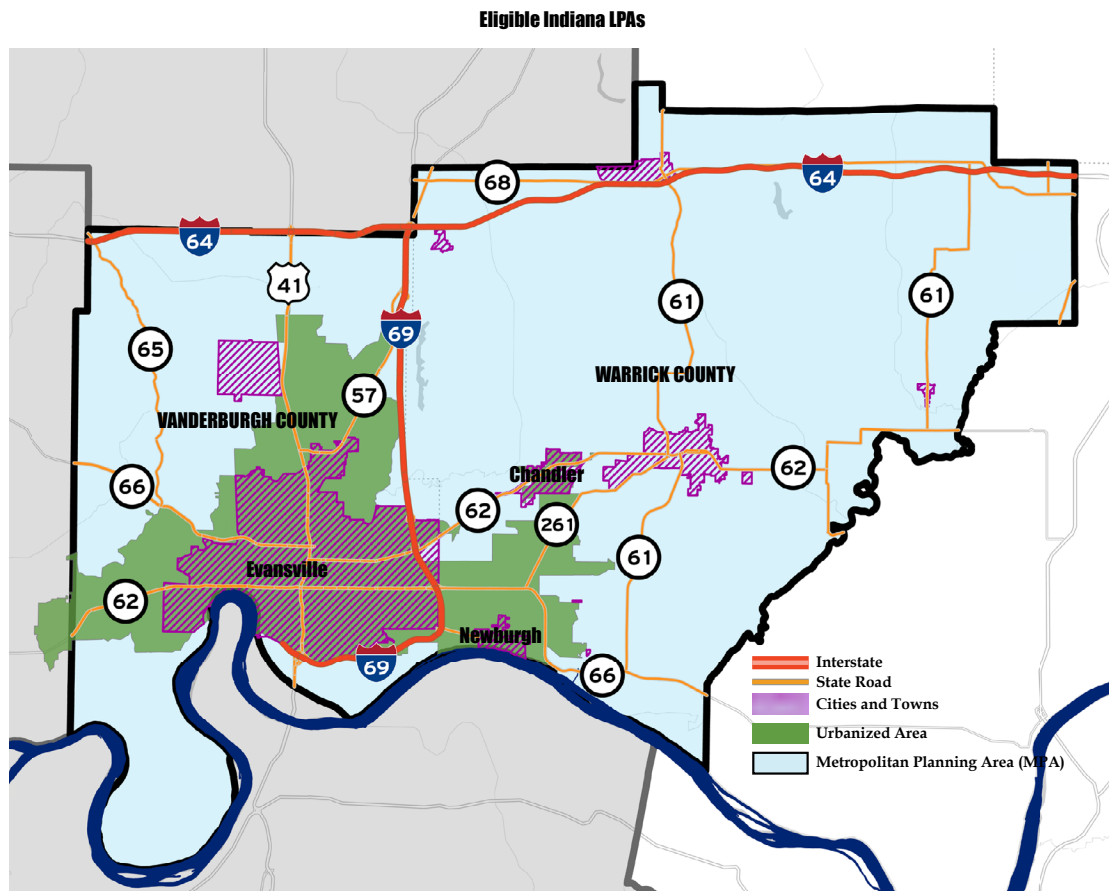 Eligible Indiana LPAs
68
64
64
41
61
61
69
65
57
WARRICK COUNTY
VANDERBURGH COUNTY
Chandler
62
66
62
261
61
Evansville
62
Newburgh
69
66
Interstate
State Road
Cities and Towns
Urbanized Area
Metropolitan Planning Area (MPA)